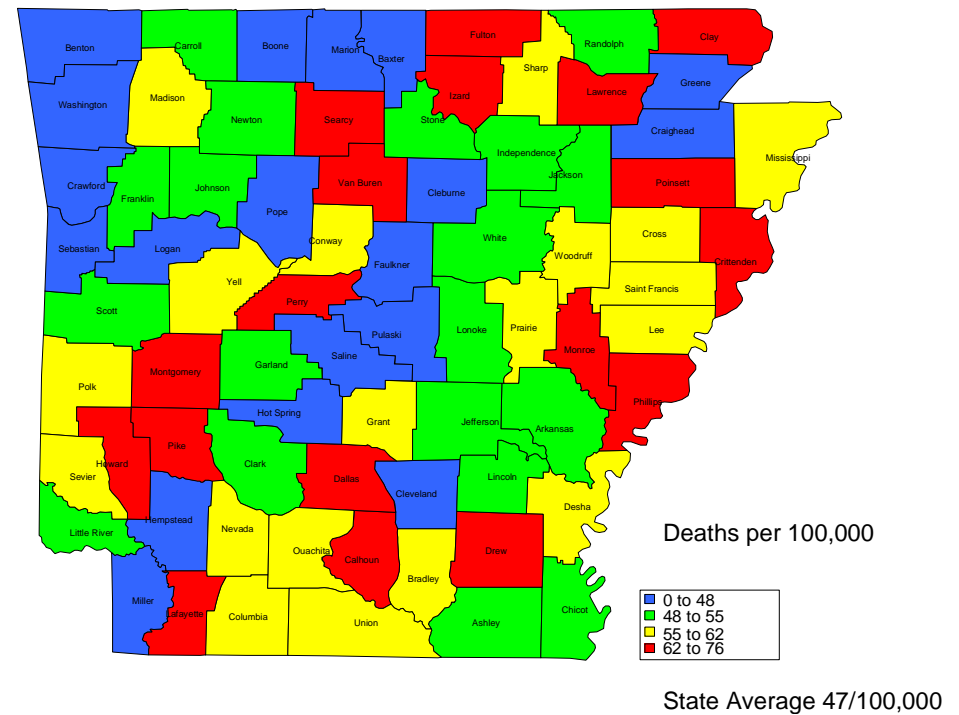 Benton
Carroll
Boone
Marion
Baxter
Fulton
Randolph
Clay
Sharp
Izard
Lawrence
Greene
Washington
Madison
Newton
Searcy
Stone
Independence
Jackson
Craighead
Mississippi
Crawford
Franklin
Johnson
Pope
Van Buren
Cleburne
Poinsett
Sebastian
Logan
Conway
Faulkner
White
Woodruff
Cross
Crittenden
Scott
Yell
Perry
Saint Francis
Pulaski
Lonoke
Prairie
Lee
Saline
Monroe
Polk
Montgomery
Garland
Phillips
Hot Spring
Grant
Jefferson
Arkansas
Howard
Pike
Clark
Dallas
Cleveland
Lincoln
Sevier
Desha
Little River
Hempstead
Nevada
Ouachita
Calhoun
Bradley
Drew
Miller
Lafayette
Columbia
Union
Ashley
Chicot
Deaths per 100,000
0 to 48
48 to 55
55 to 62
62 to 76
State Average 47/100,000